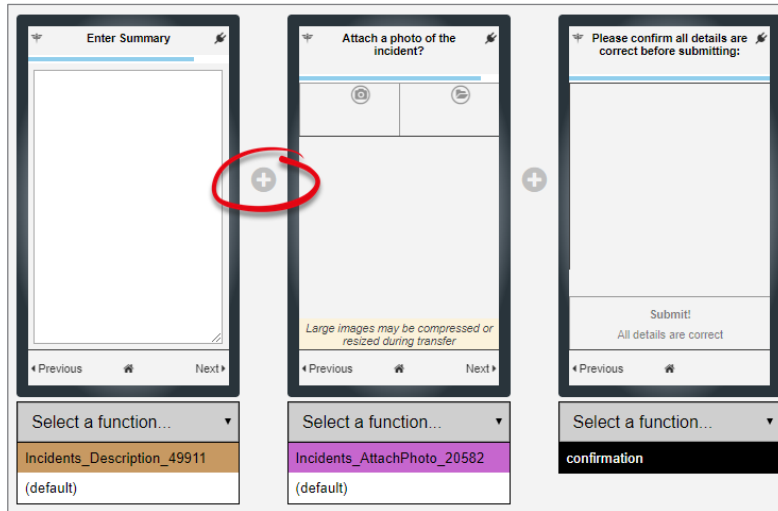 Enter Summary
Previous
Next
Select a function...
Incidents_Description_49911
(default)
Attach a photo of the
incident?
Large images may be compressed or
resized during transfer
Previous
Next
Select a function...
Incidents_AttachPhoto_20582
(default)
Please confirm all details are
correct before submitting:
Submit!
All details are correct
Previous
Select a function...
confirmation